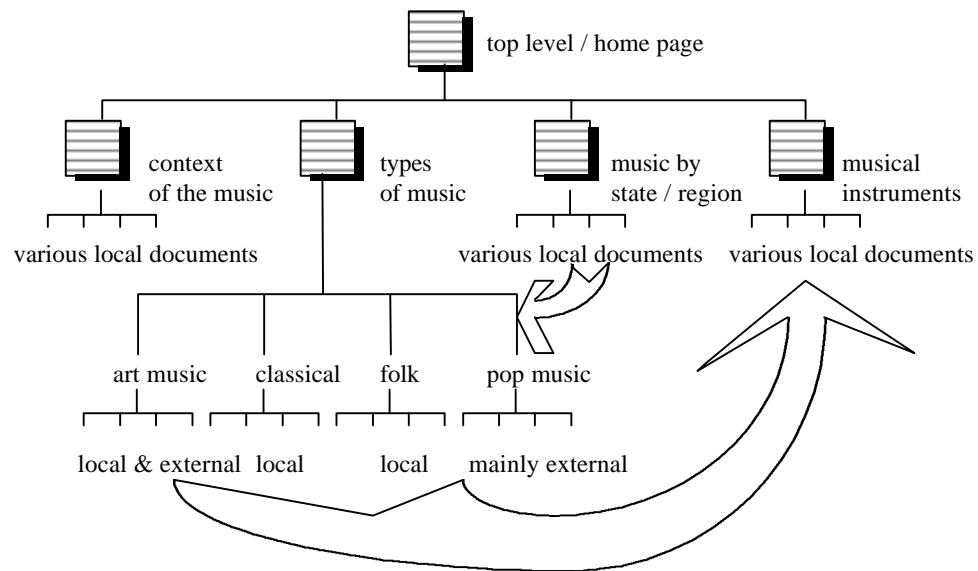 top level / home page
context
of the music
types
of music
music by
state / region
musical
instruments
various local documents
various local documents
various local documents
art music
classical
folk
pop music
local & external
local
local
mainly external